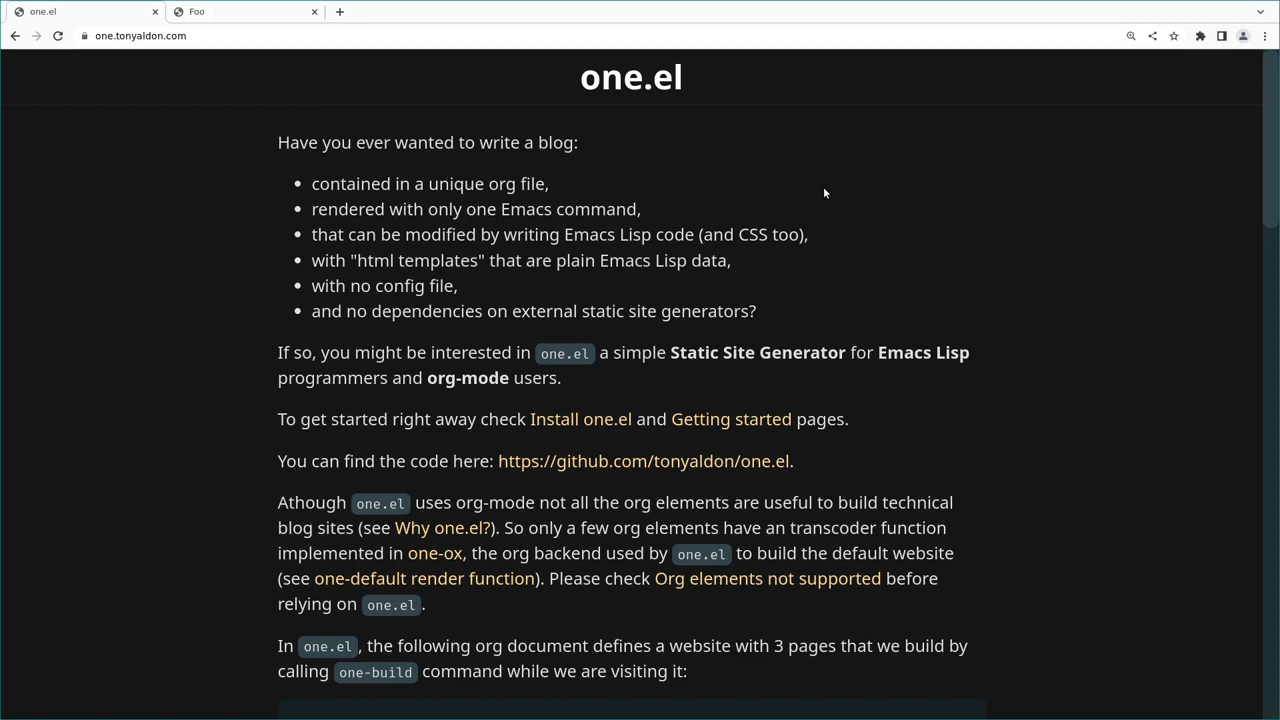 one.el
Foo
one.tonyaldon.com
one.el
Have you ever wanted to write a blog:
• contained in a unique org file,
• rendered with only one Emacs command,
• that can be modified by writing Emacs Lisp code (and CSS too),
• with "html templates" that are plain Emacs Lisp data,
• with no config file,
• and no dependencies on external static site generators?
If so, you might be interested in one.el a simple Static Site Generator for Emacs Lisp
programmers and org-mode users.
To get started right away check Install one.el and Getting started pages.
You can find the code here: https://github.com/tonyaldon/one.el.
Athough one.el uses org-mode not all the org elements are useful to build technical
blog sites (see Why one.el?). So only a few org elements have an transcoder function
implemented in one-ox, the org backend used by one.el to build the default website
(see one-default render function). Please check Org elements not supported before
relying on one.el.
In one.el, the following org document defines a website with 3 pages that we build by
calling one-build command while we are visiting it: